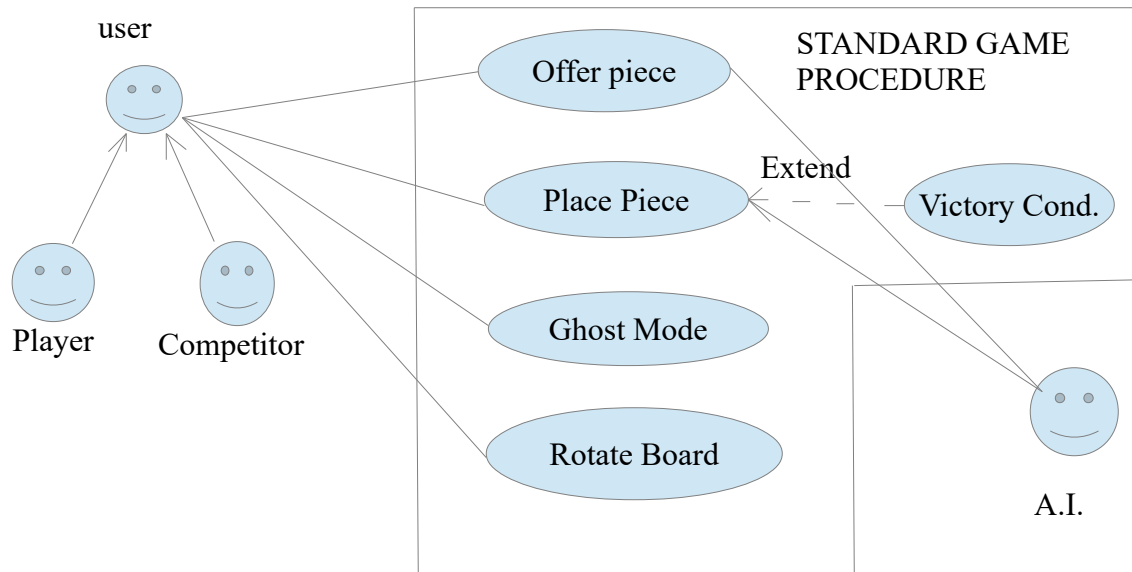 user
Offer piece
STANDARD GAME
PROCEDURE
Extend
Place Piece
Victory Cond.
Player
Competitor
Ghost Mode
Rotate Board
A.I.